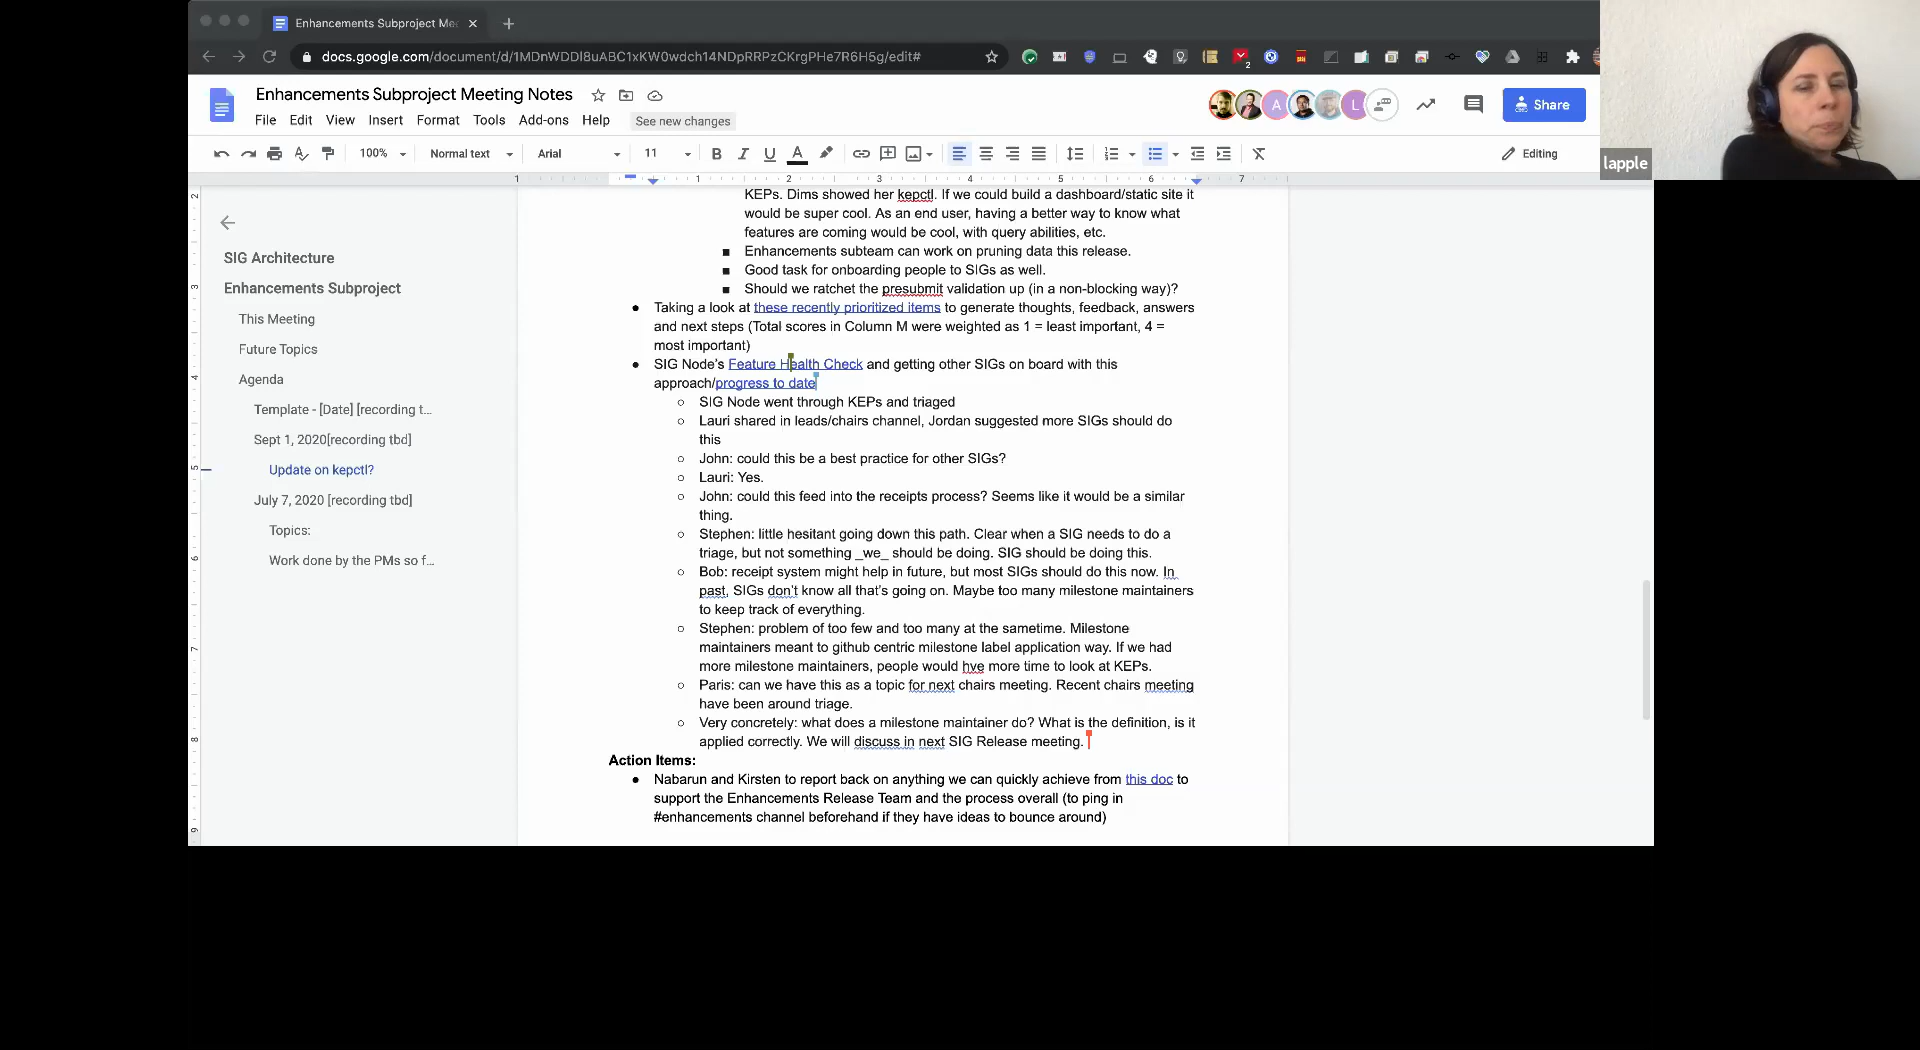 Enhancements Subproject Me
docs.google.com/document/d/1MDnWDDl8uABC1xKW0wdch14NDpRRPzCKrgPHe7R6H5g/edit#
2
Enhancements Subproject Meeting Notes
File Edit View Insert Format Tools Add-ons Help See new changes
A L
Share
100% Normal text Arial 11 B I U A Editing
lapple
1 1 2 3 4 5 6 7
2
3
4
5
6
7
8
9
SIG Architecture
Enhancements Subproject
This Meeting
Future Topics
Agenda
Template - [Date] [recording t...
Sept 1, 2020[recording tbd]
Update on kepctl?
July 7, 2020 [recording tbd]
Topics:
Work done by the PMs so f...
KEPs. Dims showed her kepctl. If we could build a dashboard/static site it
would be super cool. As an end user, having a better way to know what
features are coming would be cool, with query abilities, etc.
■ Enhancements subteam can work on pruning data this release.
■ Good task for onboarding people to SIGs as well.
■ Should we ratchet the presubmit validation up (in a non-blocking way)?
● Taking a look at these recently prioritized items to generate thoughts, feedback, answers
and next steps (Total scores in Column M were weighted as 1 = least important, 4 =
most important)
● SIG Node's Feature Health Check and getting other SIGs on board with this
approach/progress to date
○ SIG Node went through KEPs and triaged
○ Lauri shared in leads/chairs channel, Jordan suggested more SIGs should do
this
○ John: could this be a best practice for other SIGs?
○ Lauri: Yes.
○ John: could this feed into the receipts process? Seems like it would be a similar
thing.
○ Stephen: little hesitant going down this path. Clear when a SIG needs to do a
triage, but not something _we_ should be doing. SIG should be doing this.
○ Bob: receipt system might help in future, but most SIGs should do this now. In
past, SIGs don't know all that's going on. Maybe too many milestone maintainers
to keep track of everything.
○ Stephen: problem of too few and too many at the sametime. Milestone
maintainers meant to github centric milestone label application way. If we had
more milestone maintainers, people would hve more time to look at KEPs.
○ Paris: can we have this as a topic for next chairs meeting. Recent chairs meeting
have been around triage.
○ Very concretely: what does a milestone maintainer do? What is the definition, is it
applied correctly. We will discuss in next SIG Release meeting.
Action Items:
● Nabarun and Kirsten to report back on anything we can quickly achieve from this doc to
support the Enhancements Release Team and the process overall (to ping in
#enhancements channel beforehand if they have ideas to bounce around)